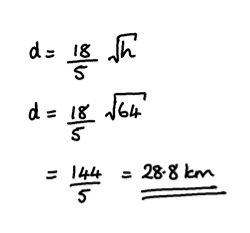 d = 18/5 √h
d = 18/5 √64
= 144/5 = 28.8 km